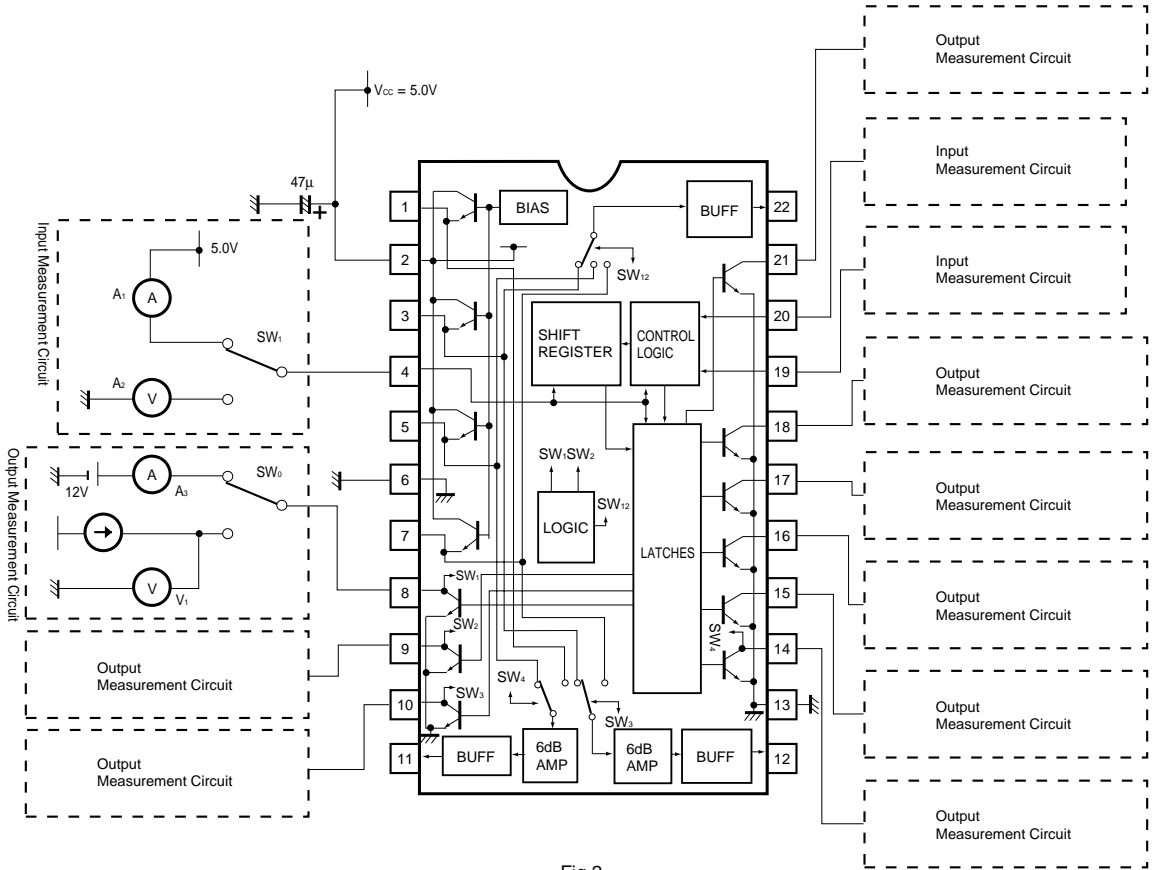 Output
Measurement Circuit
Input
Measurement Circuit
Input
Measurement Circuit
Output
Measurement Circuit
Output
Measurement Circuit
Output
Measurement Circuit
Output
Measurement Circuit
Output
Measurement Circuit
Vcc = 5.0V
47μ
+
Input Measurement Circuit
5.0V
A1
A
SW1
A2
V
Output Measurement Circuit
12V
A
A3
SW0
V
V1
Output
Measurement Circuit
Output
Measurement Circuit
1
2
3
4
5
6
7
8
9
10
11
22
21
20
19
18
17
16
15
14
13
12
BIAS
BUFF
SW12
SHIFT
REGISTER
CONTROL
LOGIC
SW1SW2
SW12
LOGIC
LATCHES
SW1
SW2
SW3
SW4
SW4
SW3
BUFF
6dB
AMP
6dB
AMP
BUFF